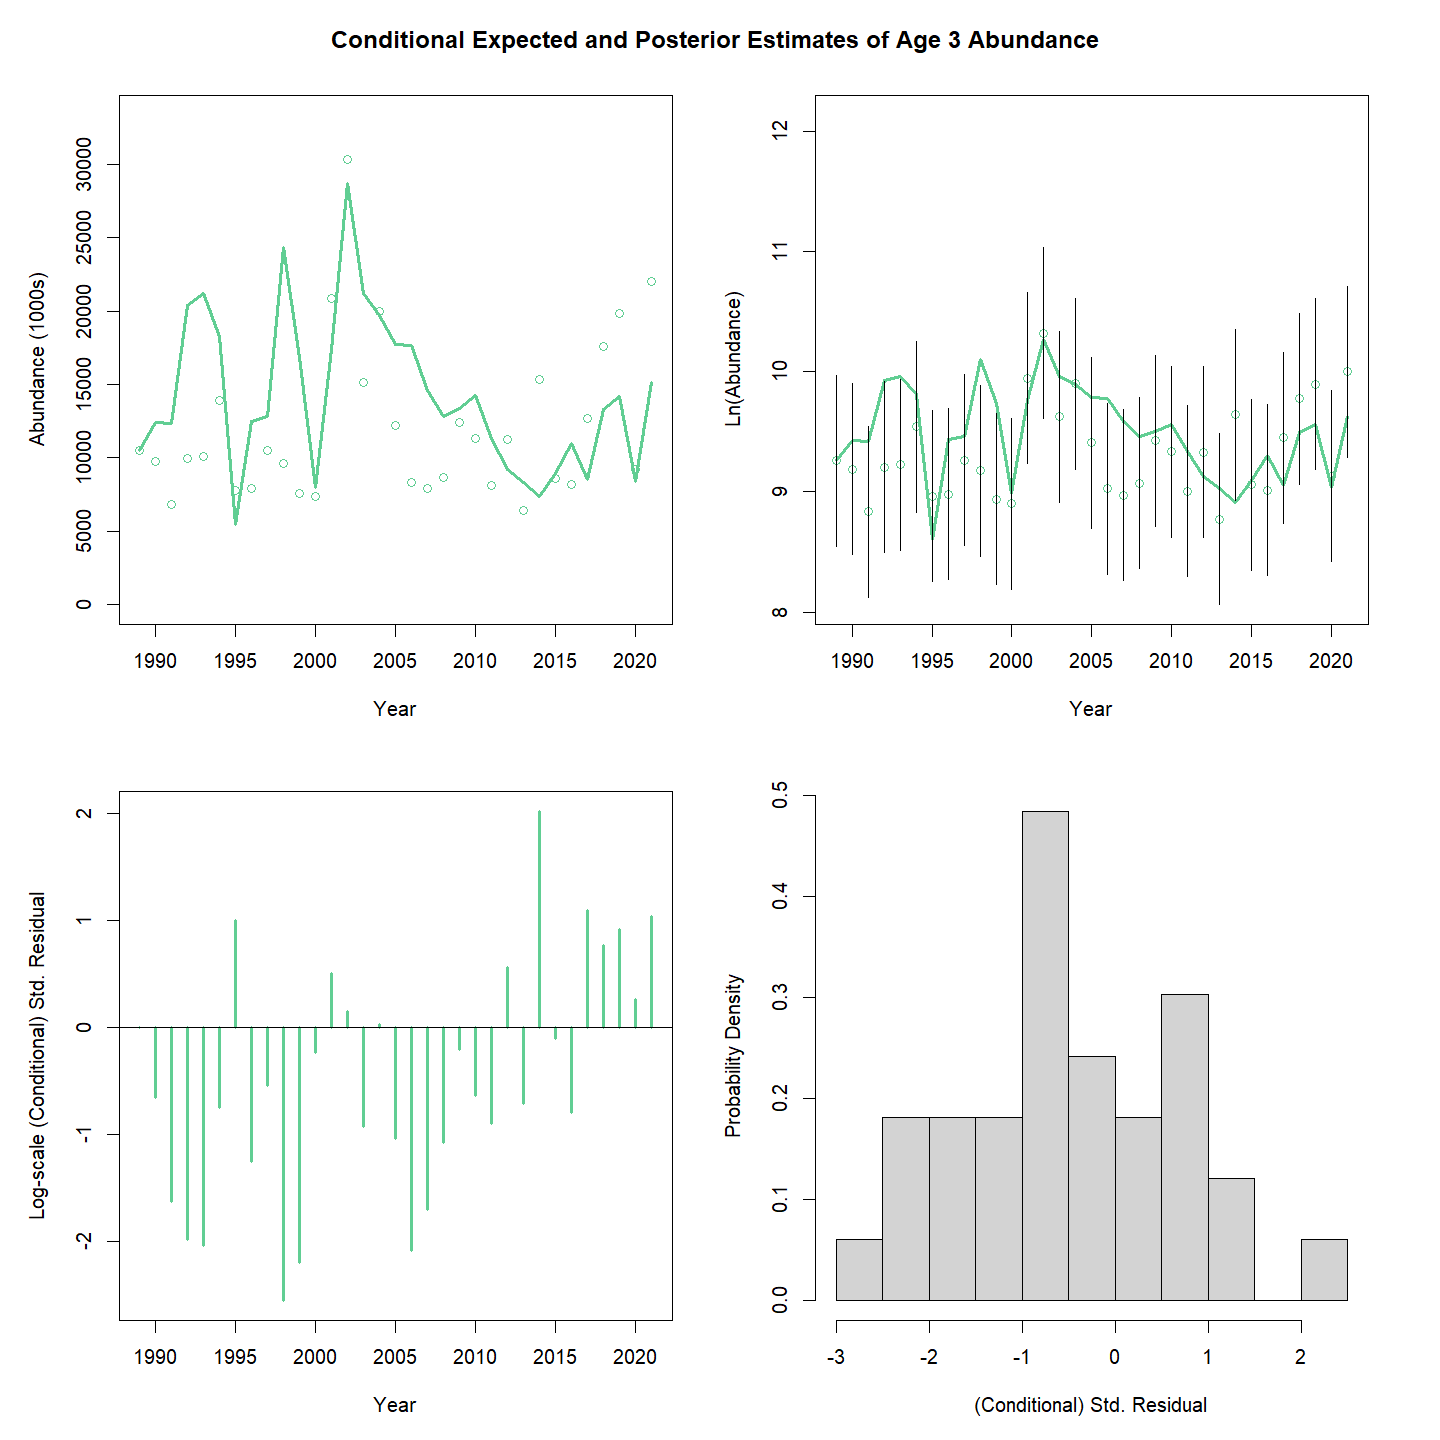 Conditional Expected and Posterior Estimates of Age 3 Abundance
Abundance (1000s)
30000
25000
20000
15000
10000
5000
0
1990 1995 2000 2005 2010 2015 2020
Year
Ln(Abundance)
12
11
10
9
8
1990 1995 2000 2005 2010 2015 2020
Year
Log-scale (Conditional) Std. Residual
2
1
0
-1
-2
1990 1995 2000 2005 2010 2015 2020
Year
Probability Density
0.5
0.4
0.3
0.2
0.1
0.0
-3 -2 -1 0 1 2
(Conditional) Std. Residual